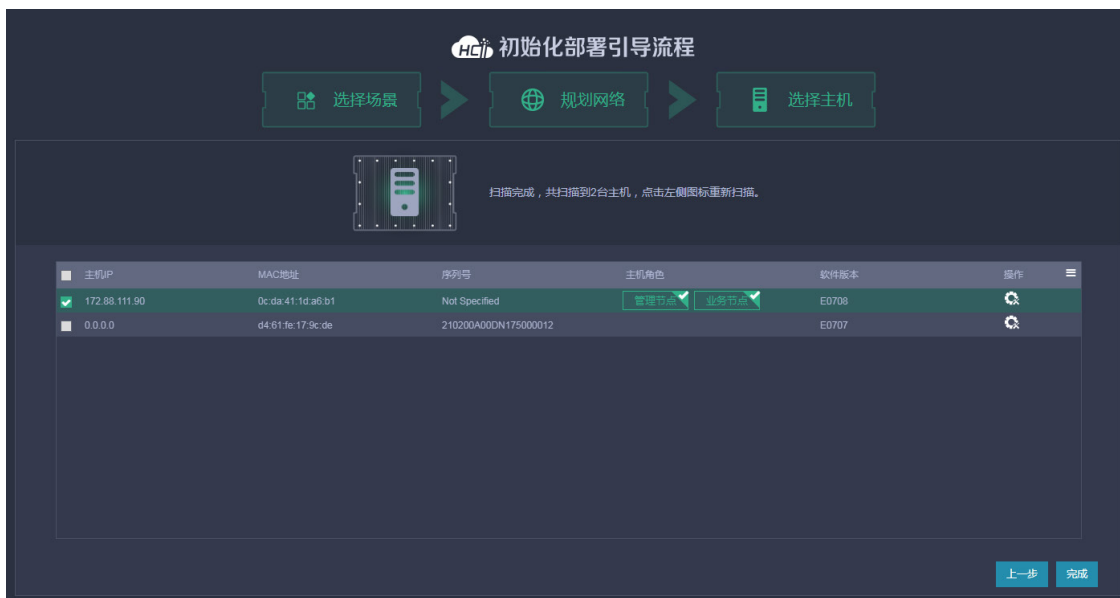 HCI 初始化部署引导流程
选择场景 规划网络 选择主机
扫描完成，共扫描到2台主机，点击左侧图标重新扫描。
主机IP MAC地址 序列号 主机角色 软件版本 操作
172.88.111.90 0c:da:41:1d:a6:b1 Not Specified 管理节点 业务节点 E0708
0.0.0.0 d4:61:fe:17:9c:de 210200A00DN175000012 E0707
上一步 完成